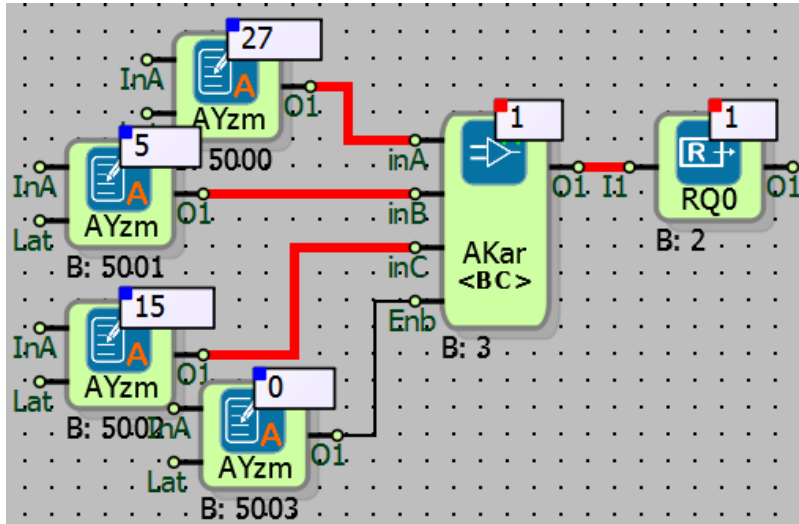 27
InA
A
O1
AYzm
5000
5
InA
A
O1
Lat
AYzm
B: 5001
15
InA
A
O1
Lat
AYzm
B: 5002
0
InA
A
O1
Lat
AYzm
B: 5003
1
inA
inB
inC
Enb
O1
AKar
<BC>
B: 3
1
I1
R
O1
RQ0
B: 2